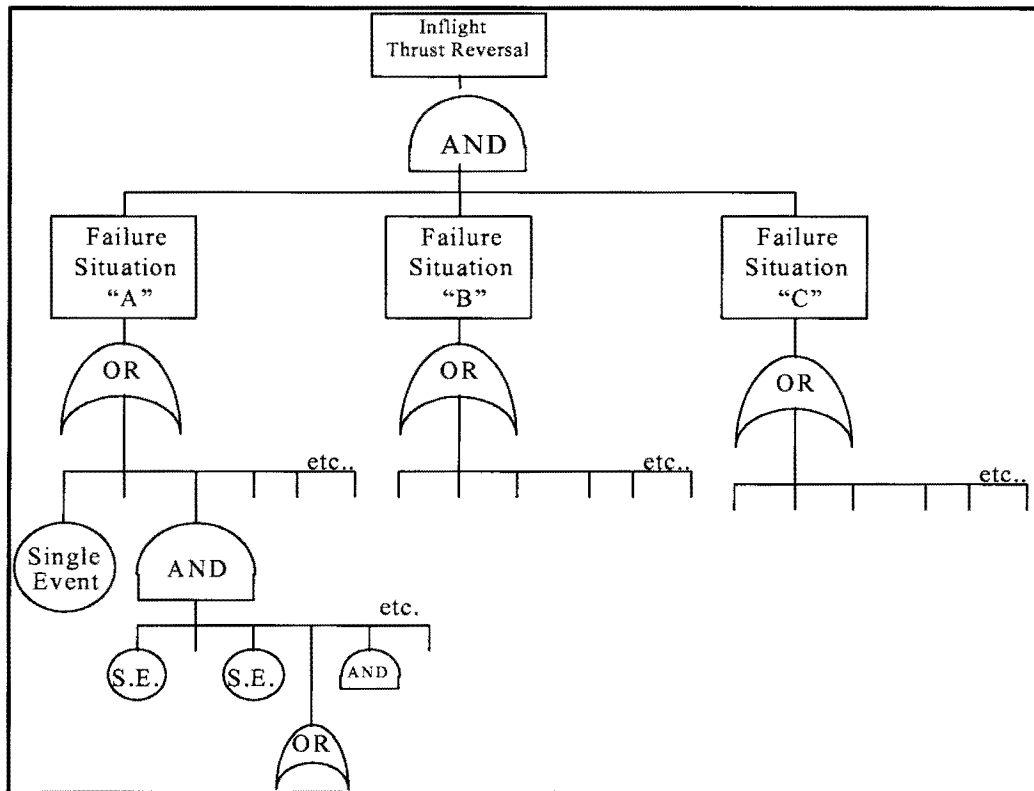 Inflight
Thrust Reversal
AND
Failure
Situation
“A”
Failure
Situation
“B”
Failure
Situation
“C”
OR
OR
OR
etc..
etc..
etc..
Single
Event
AND
etc.
S.E.
S.E.
AND
OR